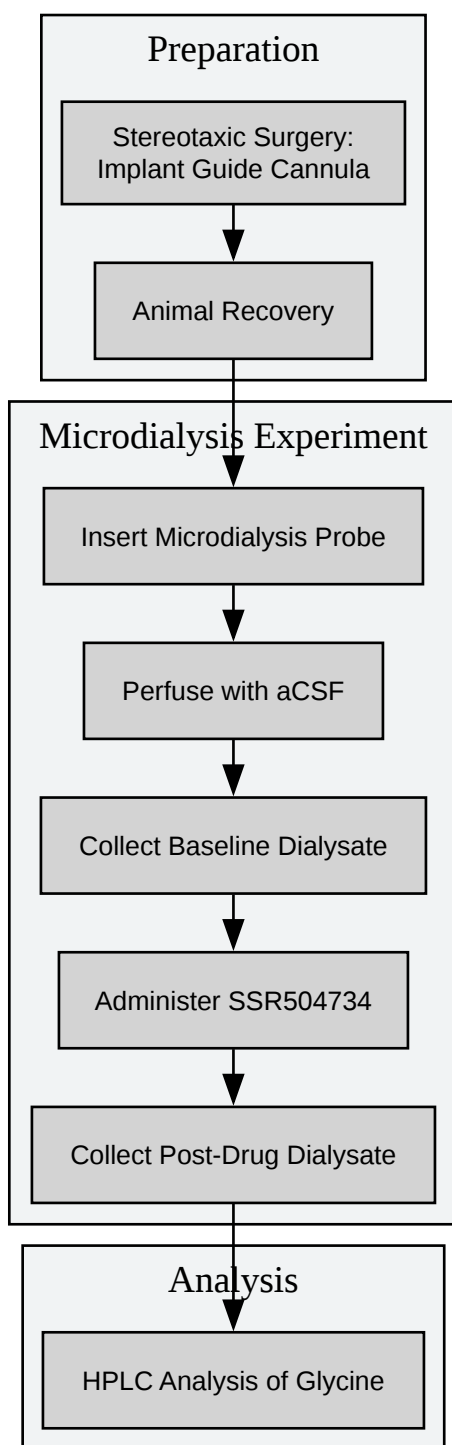 Preparation
Stereotaxic Surgery:
Implant Guide Cannula
Animal Recovery
Microdialysis Experiment
Insert Microdialysis Probe
Perfuse with aCSF
Collect Baseline Dialysate
Administer SSR504734
Collect Post-Drug Dialysate
Analysis
HPLC Analysis of Glycine